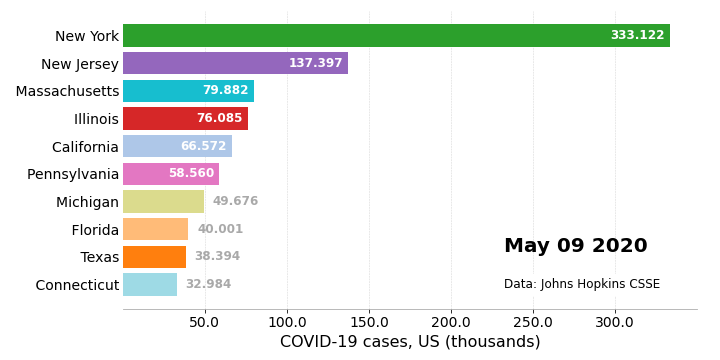 New York 333.122
New Jersey 137.397
Massachusetts 79.882
Illinois 76.085
California 66.572
Pennsylvania 58.560
Michigan 49.676
Florida 40.001
Texas 38.394
Connecticut 32.984
May 09 2020
Data: Johns Hopkins CSSE
50.0 100.0 150.0 200.0 250.0 300.0
COVID-19 cases, US (thousands)